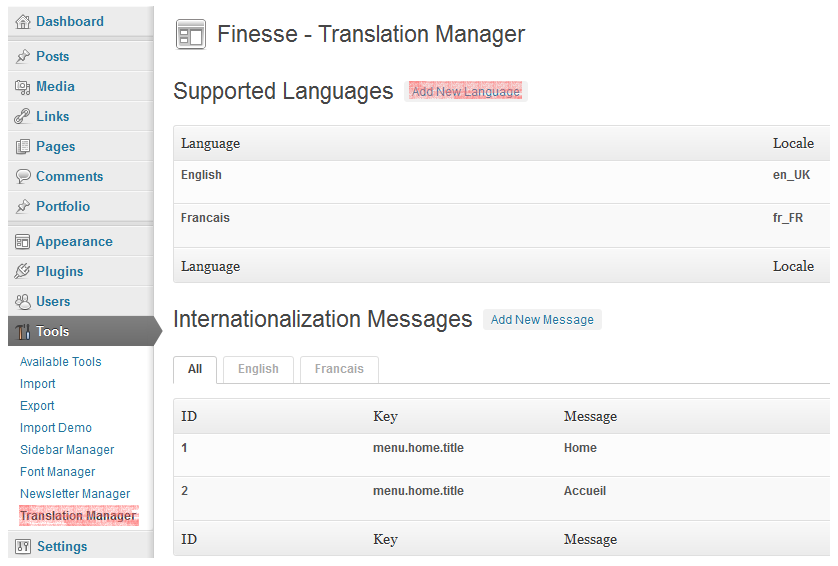 Dashboard
Posts
Media
Links
Pages
Comments
Portfolio
Appearance
Plugins
Users
Tools
Available Tools
Import
Export
Import Demo
Sidebar Manager
Font Manager
Newsletter Manager
Translation Manager
Settings
Finesse - Translation Manager
Supported Languages Add New Language
Language Locale
English en_UK
Francais fr_FR
Language Locale
Internationalization Messages Add New Message
All English Francais
ID Key Message
1 menu.home.title Home
2 menu.home.title Accueil
ID Key Message